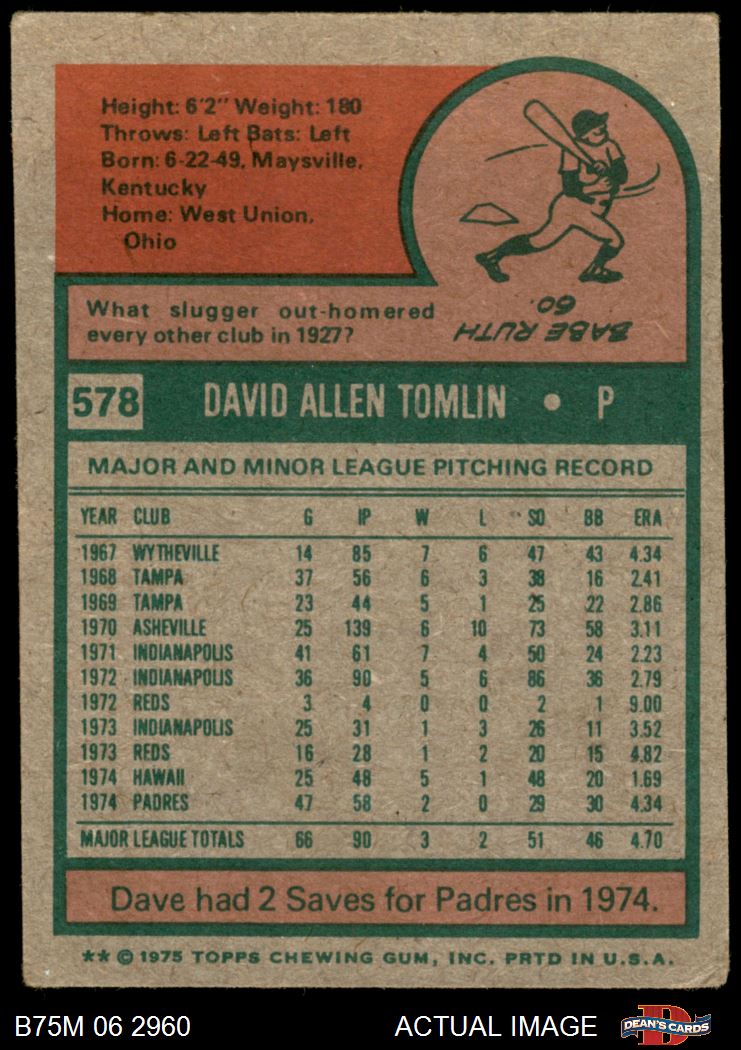 Height: 6'2" Weight: 180
Throws: Left Bats: Left
Born: 6-22-49, Maysville,
Kentucky
Home: West Union,
Ohio
What slugger out-homered
every other club in 1927?
BABE RUTH
60.
578 DAVID ALLEN TOMLIN • P
MAJOR AND MINOR LEAGUE PITCHING RECORD
YEAR CLUB G IP W L SO BB ERA
1967 WYTHEVILLE 14 85 7 6 47 43 4.34
1968 TAMPA 37 56 6 3 38 16 2.41
1969 TAMPA 23 44 5 1 25 22 2.86
1970 ASHEVILLE 25 139 6 10 73 58 3.11
1971 INDIANAPOLIS 41 61 7 4 50 24 2.23
1972 INDIANAPOLIS 36 90 5 6 86 36 2.79
1972 REDS 3 4 0 0 2 1 9.00
1973 INDIANAPOLIS 25 31 1 3 26 11 3.52
1973 REDS 16 28 1 2 20 15 4.82
1974 HAWAII 25 48 5 1 48 20 1.69
1974 PADRES 47 58 2 0 29 30 4.34
MAJOR LEAGUE TOTALS 66 90 3 2 51 46 4.70
Dave had 2 Saves for Padres in 1974.
** © 1975 TOPPS CHEWING GUM, INC. PRTD IN U.S.A.
B75M 06 2960 ACTUAL IMAGE
D
DEAN'S CARDS